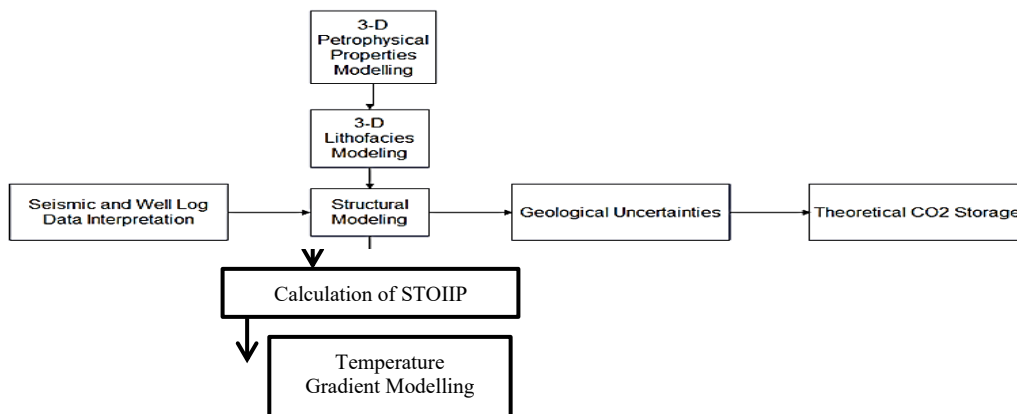 3-D
Petrophysical
Properties
Modelling
3-D
Lithofacies
Modeling
Seismic and Well Log
Data Interpretation
Structural
Modeling
Geological Uncertainties
Theoretical CO2 Storage
Calculation of STOIIP
Temperature
Gradient Modelling